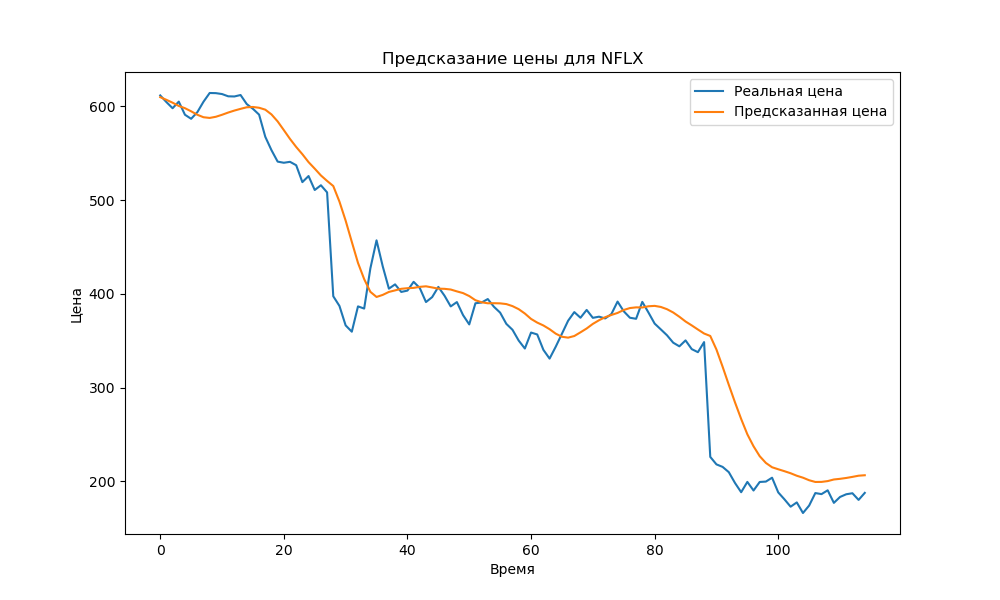 Предсказание цены для NFLX
Реальная цена
Предсказанная цена
Цена
600
500
400
300
200
0 20 40 60 80 100
Время